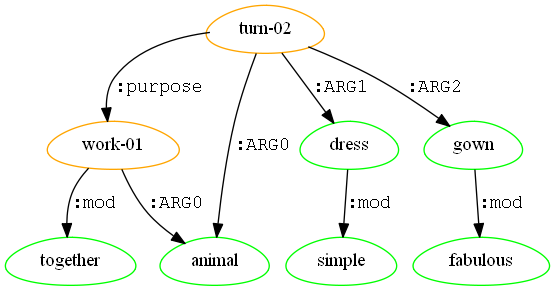 turn-02
:purpose
:ARG0
:ARG1
:ARG2
work-01
dress
gown
:mod
:ARG0
:mod
:mod
together
animal
simple
fabulous